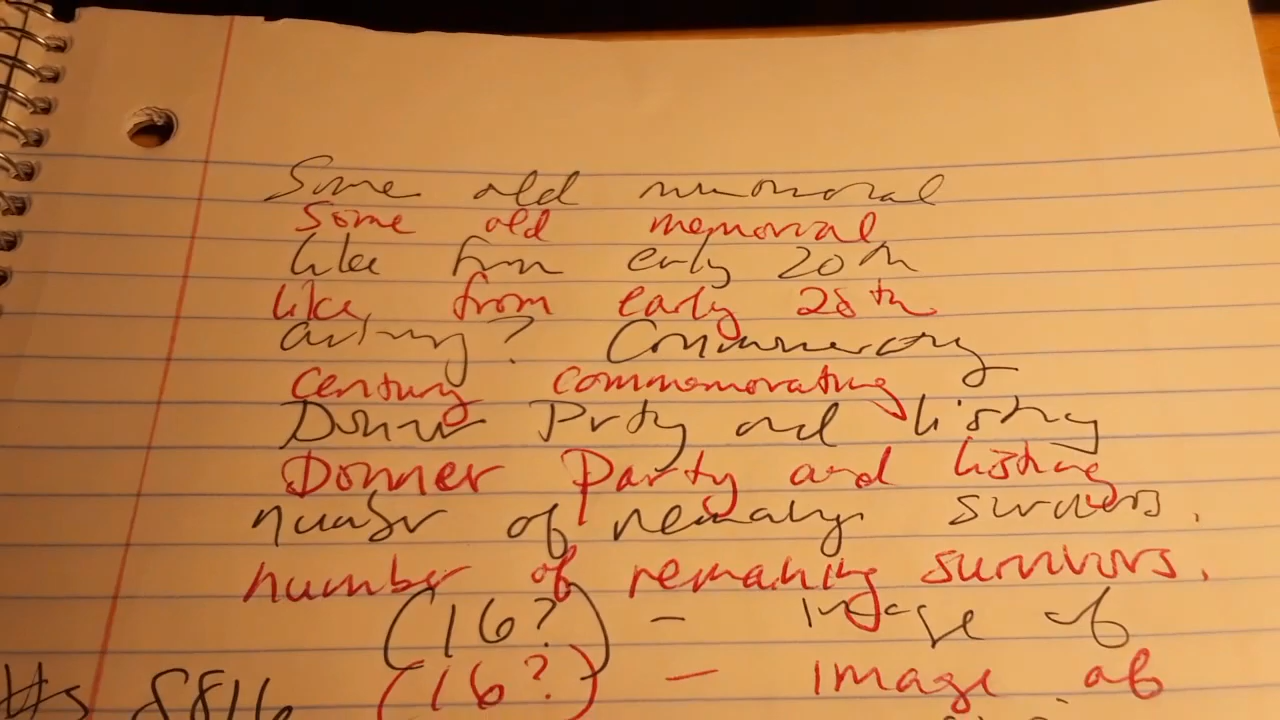 Some old memorial
Some old memorial
like from early 20th
like, from early 20th
century? Commemorating
century commemorating
Donner Party and listing
Donner Party and listing
number of remaining survivors.
number of remaining survivors.
(16?) - image of
(16?) - image of
#s 8816